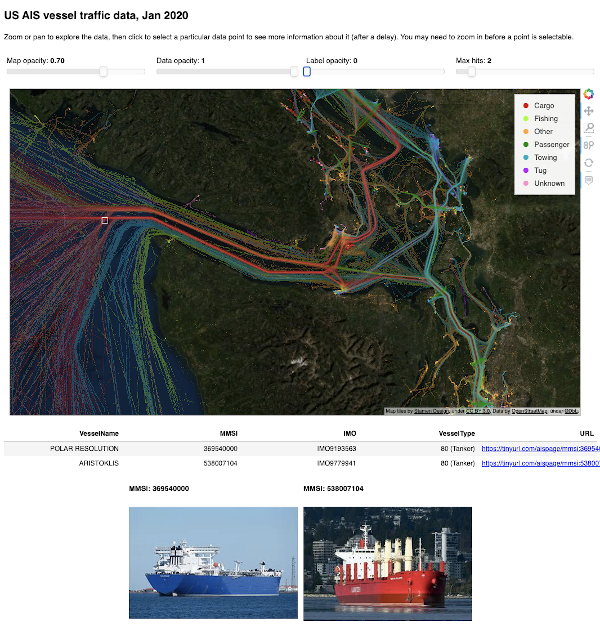 US AIS vessel traffic data, Jan 2020
Zoom or pan to explore the data, then click to select a particular data point to see more information about it (after a delay). You may need to zoom in before a point is selectable.
Map opacity: 0.70 Data opacity: 1 Label opacity: 0 Max hits: 2
Cargo
Fishing
Other
Passenger
Towing
Tug
Unknown
Map tiles by Stamen Design, under CC BY 3.0. Data by OpenStreetMap, under ODbL.
VesselName MMSI IMO VesselType URL
POLAR RESOLUTION 369540000 IMO9193563 80 (Tanker) https://tinyurl.com/aispage/mmsi:36954
ARISTOKLIS 538007104 IMO9779941 80 (Tanker) https://tinyurl.com/aispage/mmsi:53800
MMSI: 369540000 MMSI: 538007104